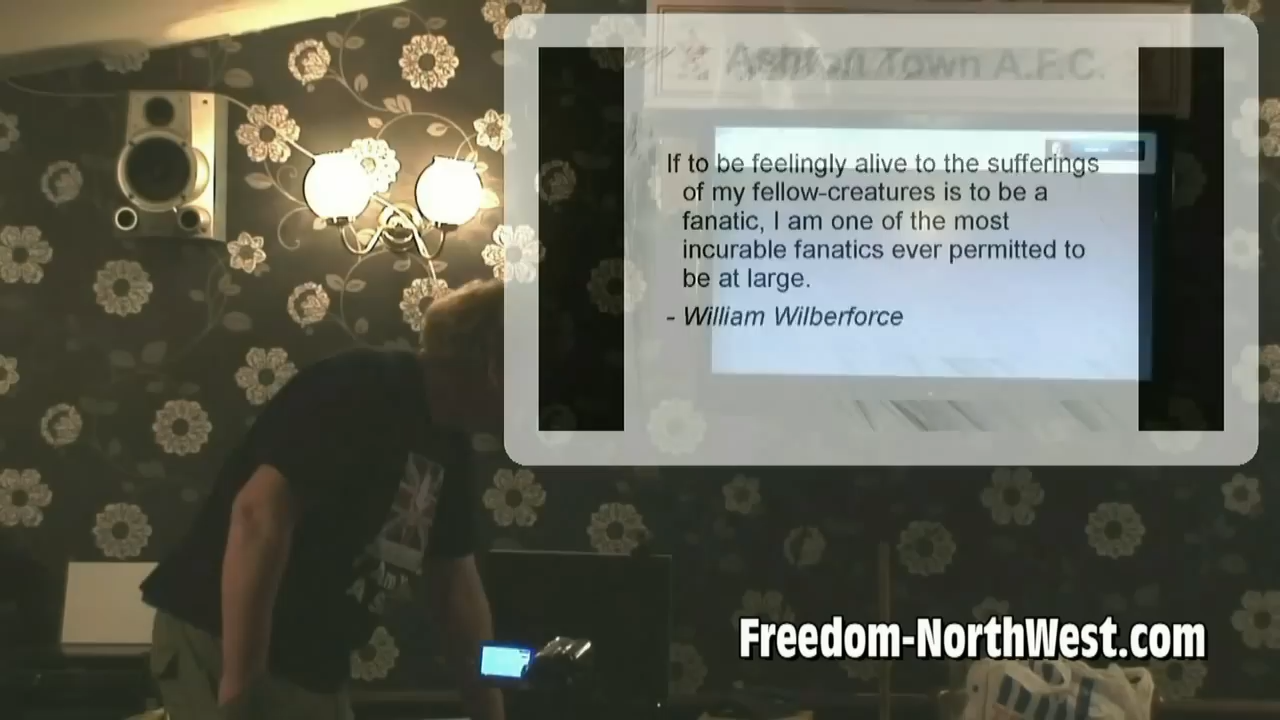 Ashton Town A.F.C.
If to be feelingly alive to the sufferings
of my fellow-creatures is to be a
fanatic, I am one of the most
incurable fanatics ever permitted to
be at large.
- William Wilberforce
Freedom-NorthWest.com